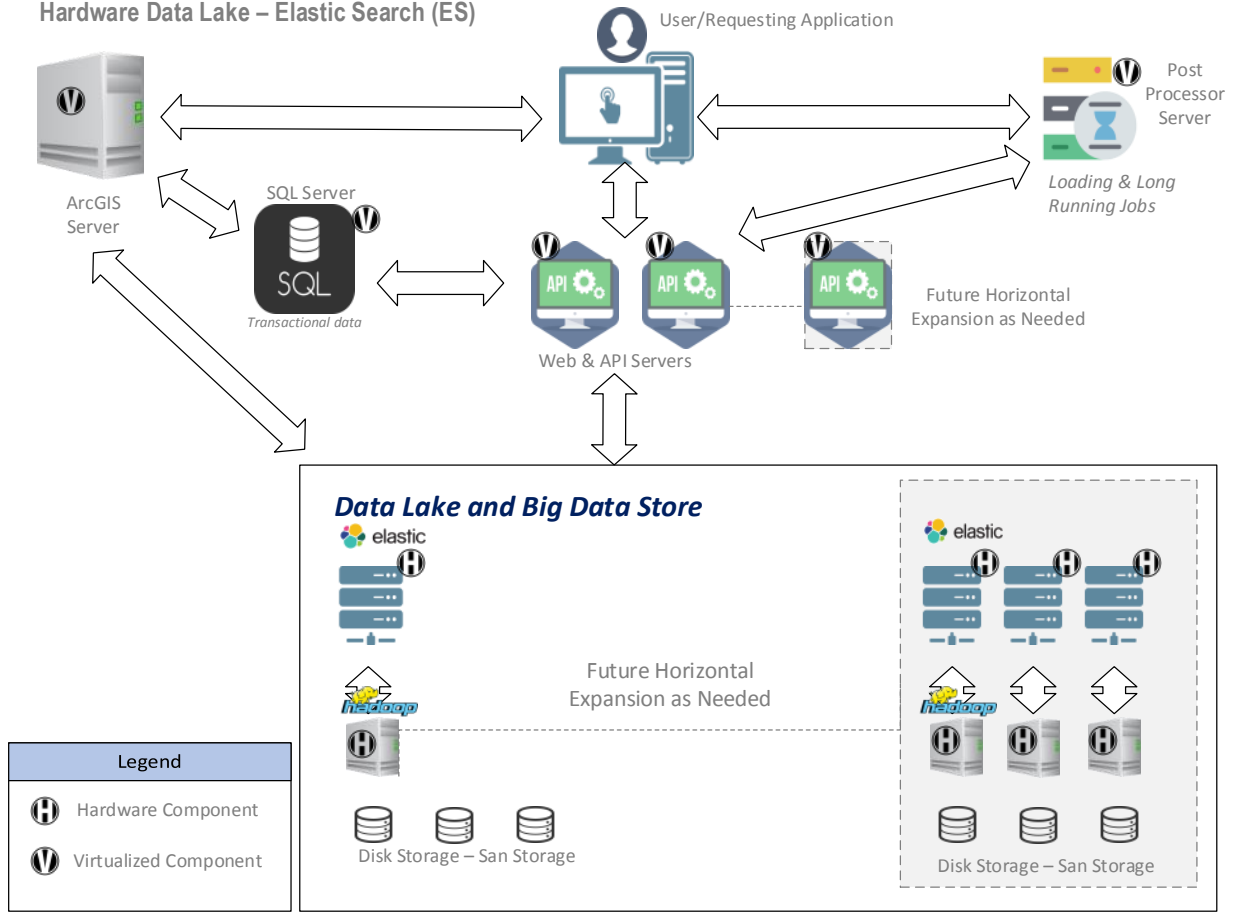 Hardware Data Lake – Elastic Search (ES)
User/Requesting Application
V
V
Post
Processor
Server
Loading & Long
Running Jobs
ArcGIS
Server
SQL Server
V
SQL
Transactional data
V
API
V
API
V
API
Future Horizontal
Expansion as Needed
Web & API Servers
Data Lake and Big Data Store
elastic
H
hadoop
H
Disk Storage – San Storage
Future Horizontal
Expansion as Needed
elastic
H
H
H
hadoop
H
H
H
Disk Storage – San Storage
Legend
H
Hardware Component
V
Virtualized Component